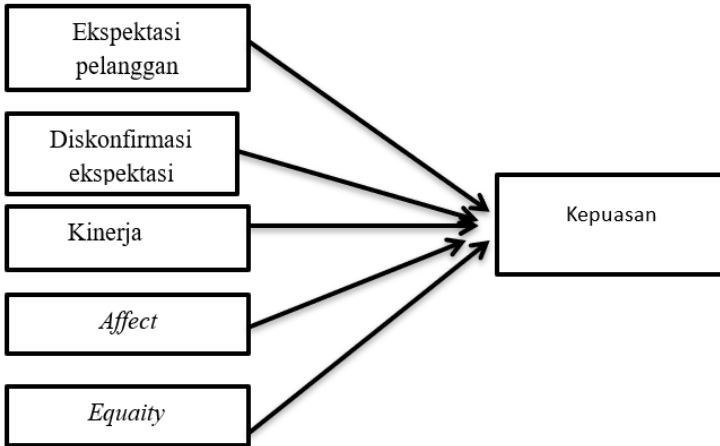 Ekspektasi
pelanggan
Diskonfirmasi
ekspektasi
Kinerja
Affect
Equaity
Kepuasan